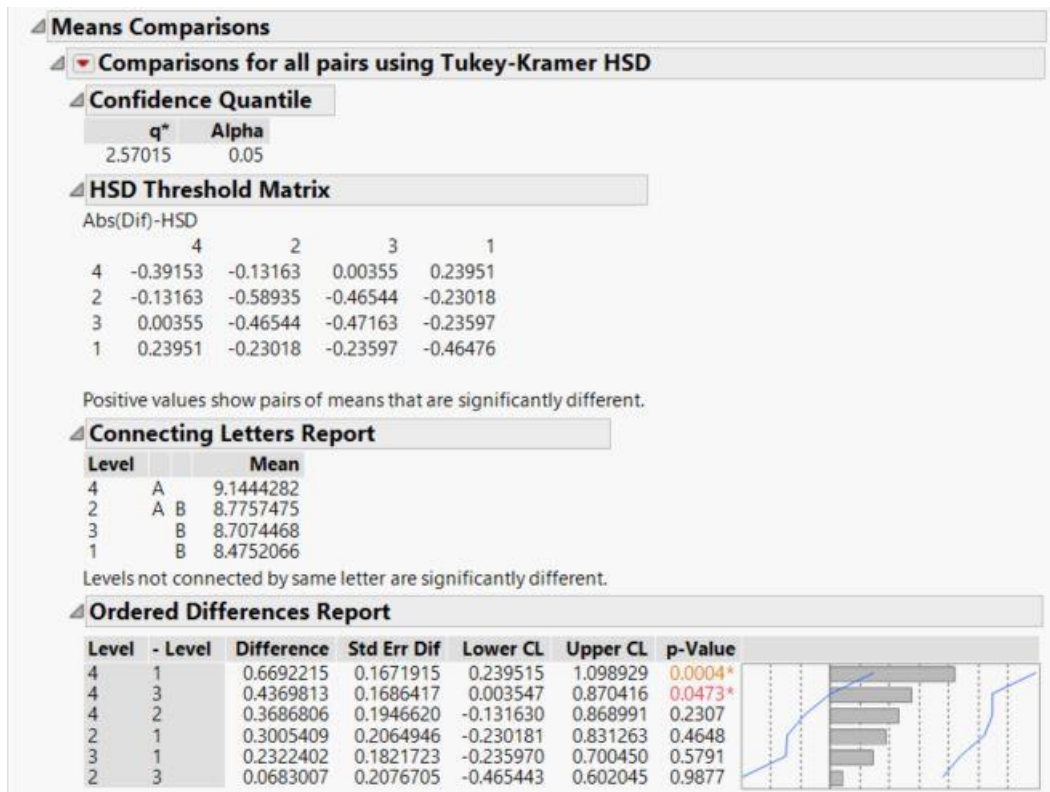 Means Comparisons
Comparisons for all pairs using Tukey-Kramer HSD
Confidence Quantile
q* Alpha
2.57015 0.05
HSD Threshold Matrix
Abs(Dif)-HSD
4 2 3 1
4 -0.39153 -0.13163 0.00355 0.23951
2 -0.13163 -0.58935 -0.46544 -0.23018
3 0.00355 -0.46544 -0.47163 -0.23597
1 0.23951 -0.23018 -0.23597 -0.46476
Positive values show pairs of means that are significantly different.
Connecting Letters Report
Level Mean
4 A 9.1444282
2 A B 8.7757475
3 B 8.7074468
1 B 8.4752066
Levels not connected by same letter are significantly different.
Ordered Differences Report
Level - Level Difference Std Err Dif Lower CL Upper CL p-Value
4 1 0.6692215 0.1671915 0.239515 1.098929 0.0004*
4 3 0.4369813 0.1686417 0.003547 0.870416 0.0473*
4 2 0.3686806 0.1946620 -0.131630 0.868991 0.2307
2 1 0.3005409 0.2064946 -0.230181 0.831263 0.4648
3 1 0.2322402 0.1821723 -0.235970 0.700450 0.5791
2 3 0.0683007 0.2076705 -0.465443 0.602045 0.9877